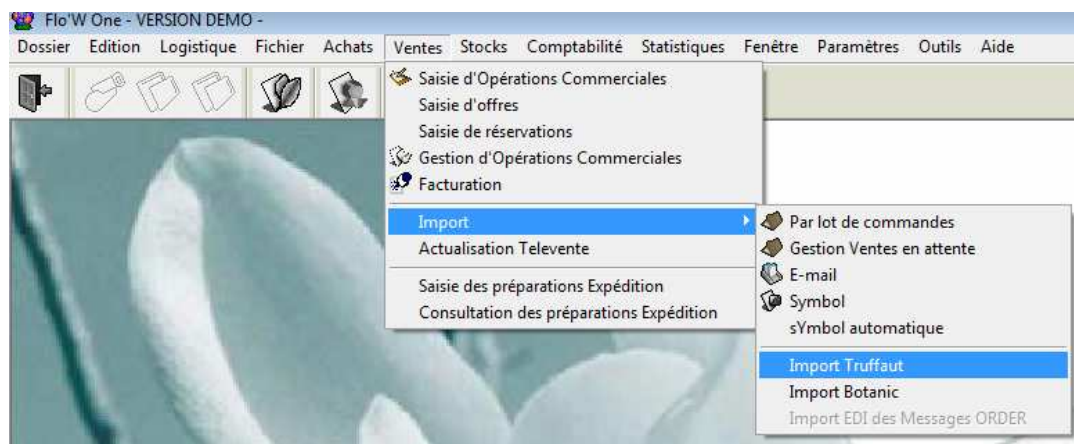 Flo'W One - VERSION DEMO -
Dossier Edition Logistique Fichier Achats Ventes Stocks Comptabilité Statistiques Fenêtre Paramètres Outils Aide
Saisie d'Opérations Commerciales
Saisie d'offres
Saisie de réservations
Gestion d'Opérations Commerciales
Facturation
Import
Actualisation Televente
Saisie des préparations Expédition
Consultation des préparations Expédition
Par lot de commandes
Gestion Ventes en attente
E-mail
Symbol
sYmbol automatique
Import Truffaut
Import Botanic
Import EDI des Messages ORDER